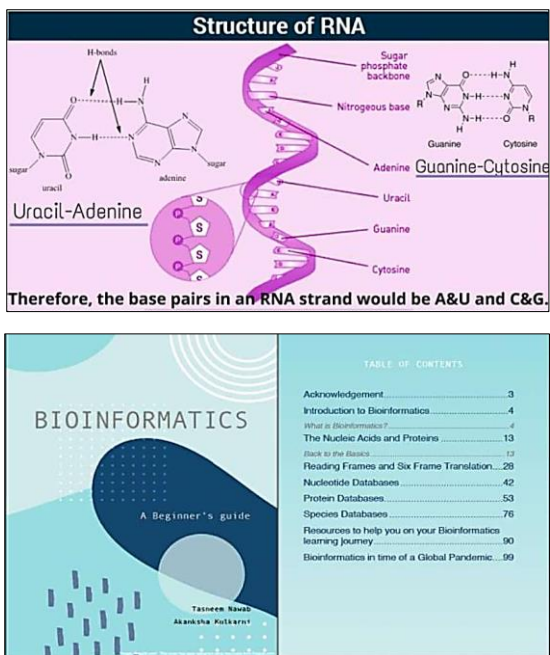 Structure of RNA
H-bonds
O
H
H
N
H
N
H
N
N
N
N
N
N
O
sugar
uracil
adenine
sugar
Uracil-Adenine
P
S
P
S
P
S
S
Sugar
phosphate
backbone
Nitrogeous base
Adenine
Uracil
Guanine
Cytosine
N
O
H
N
H
N
N
H
N
N
R
N
N
H
O
R
H
Guanine
Cytosine
Guanine-Cytosine
Therefore, the base pairs in an RNA strand would be A&U and C&G.
BIOINFORMATICS
A Beginner's guide
Tasneem Nawab
Akanksha Kulkarni
TABLE OF CONTENTS
Acknowledgement 3
Introduction to Bioinformatics 4
What is Bioinformatics? 4
The Nucleic Acids and Proteins 13
Back to the Basics 13
Reading Frames and Six Frame Translation 28
Nucleotide Databases 42
Protein Databases 53
Species Databases 76
Resources to help you on your Bioinformatics
learning journey 90
Bioinformatics in time of a Global Pandemic 99